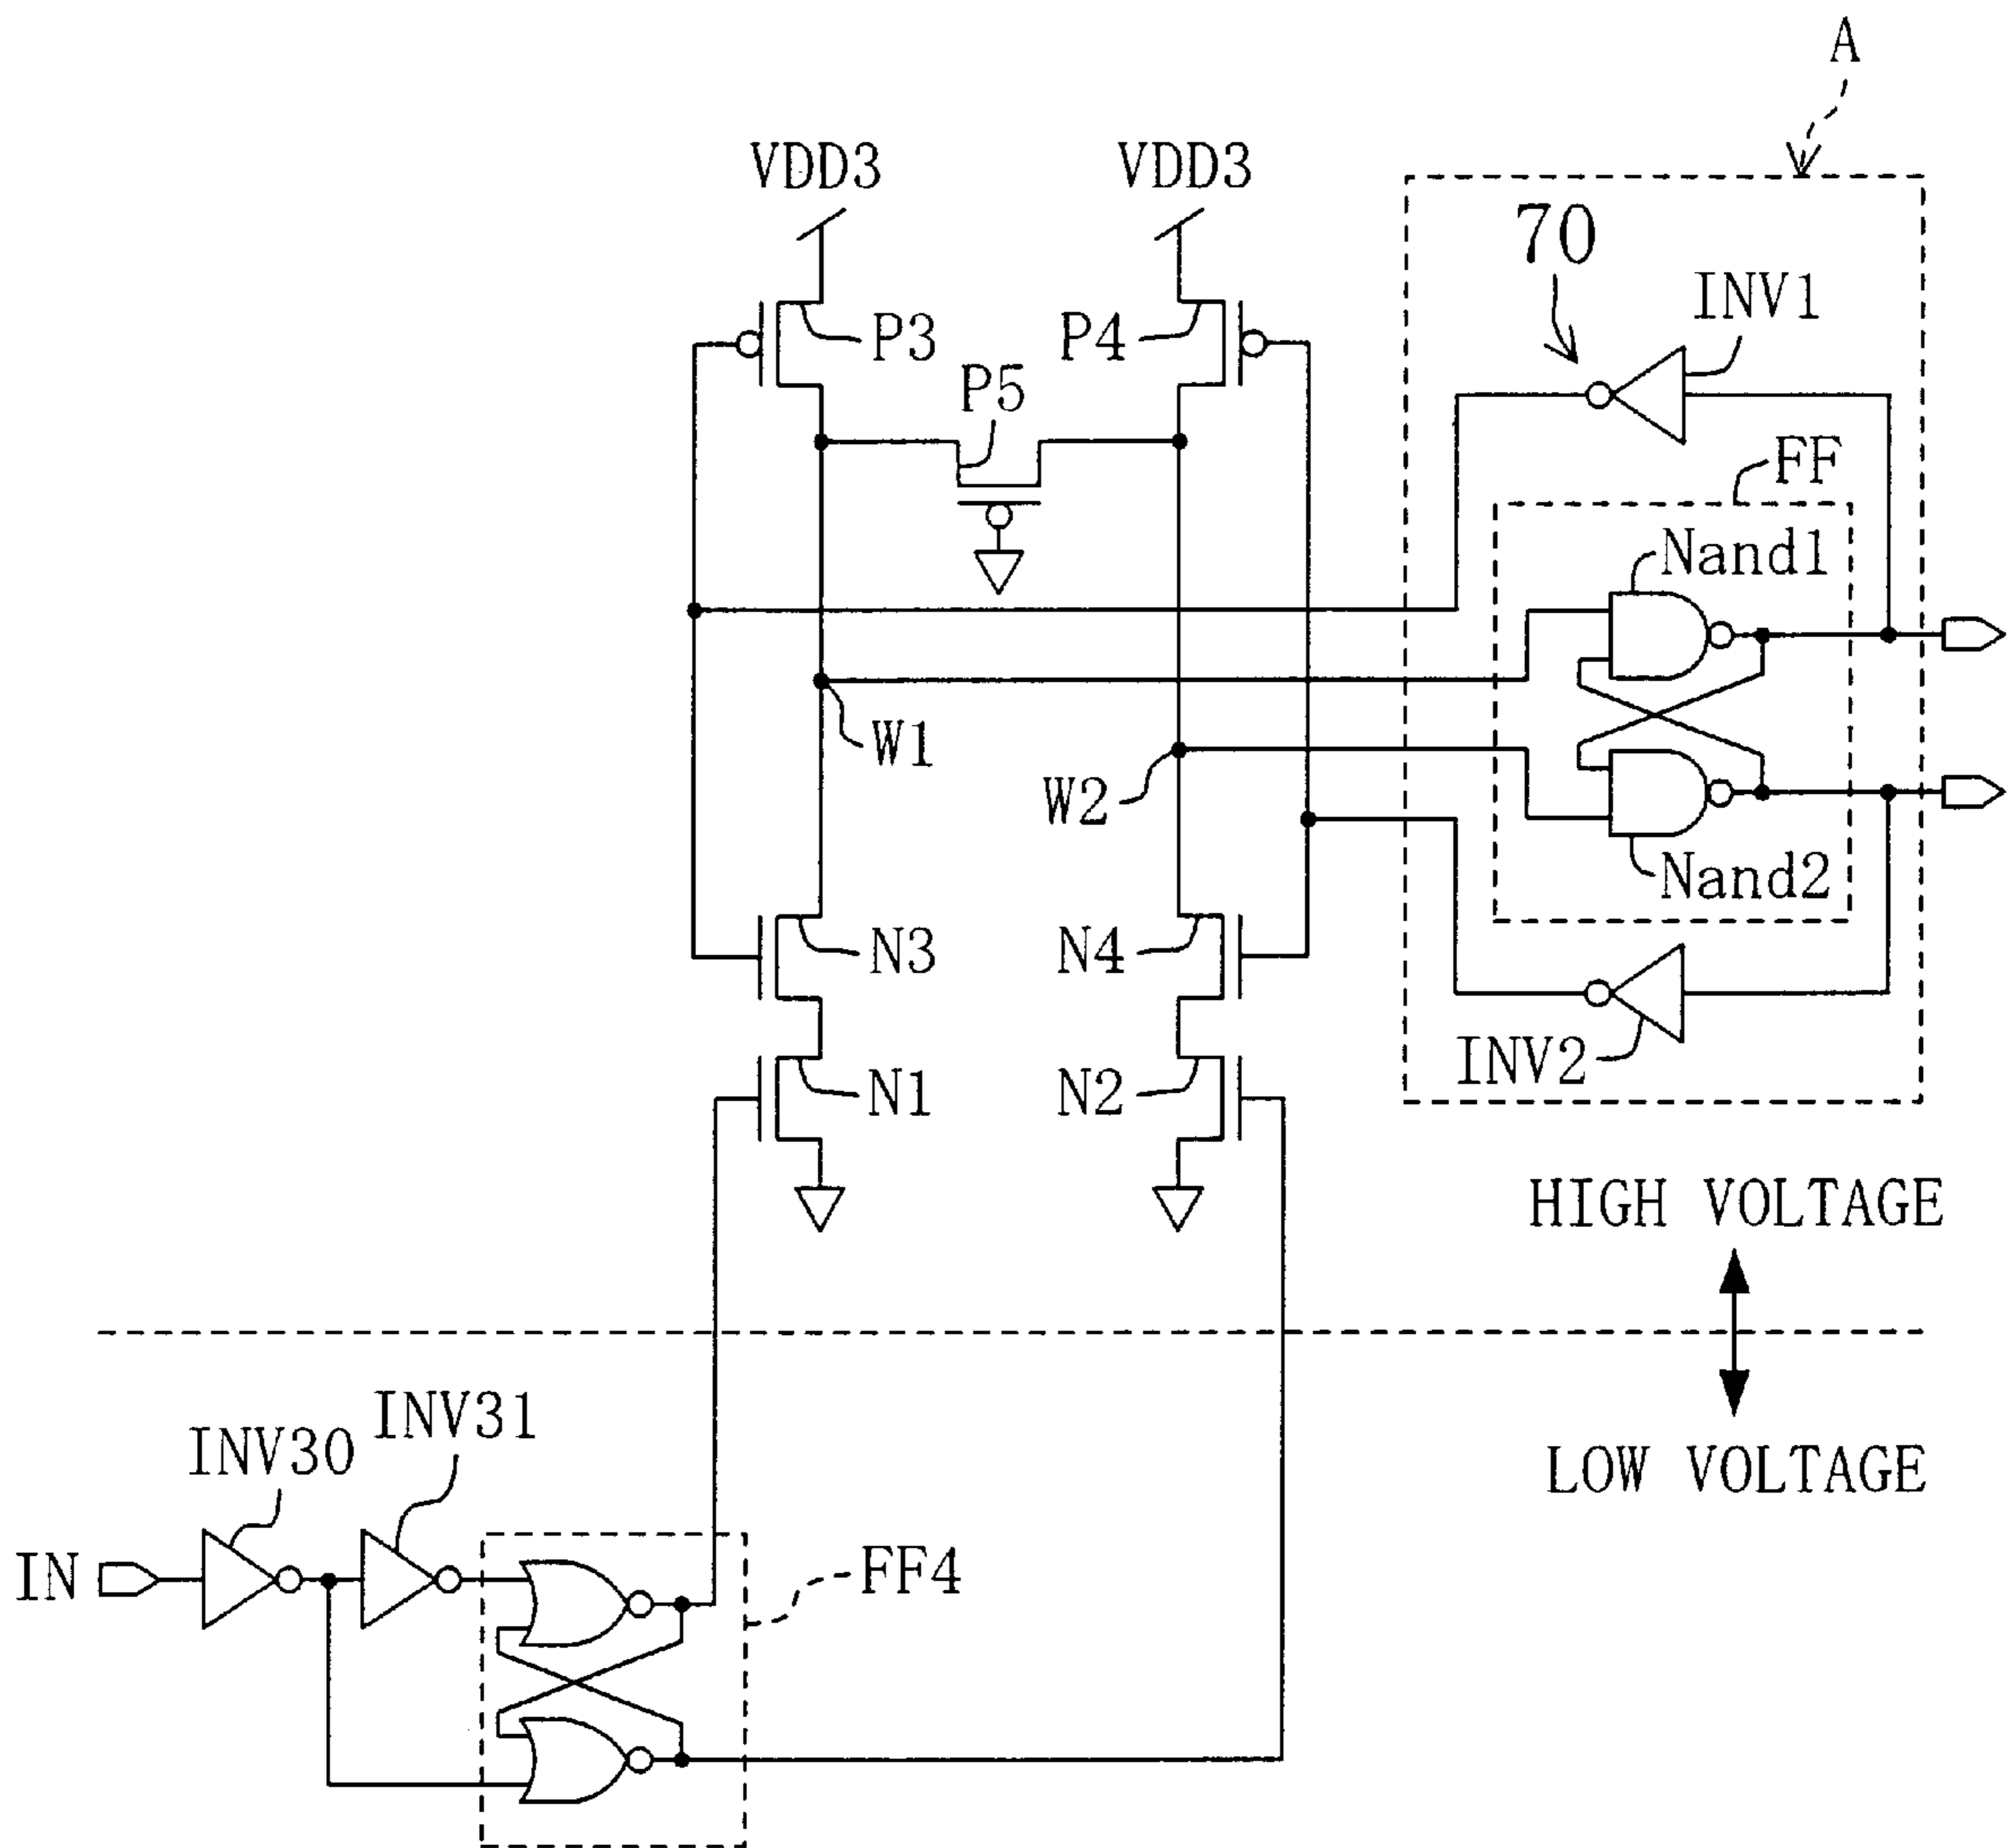 A
VDD3 VDD3
70
INV1
P3 P4
P5
FF
Nand1
W1
W2
Nand2
N3 N4
INV2
N1 N2
HIGH VOLTAGE
INV31
INV30
LOW VOLTAGE
IN
FF4